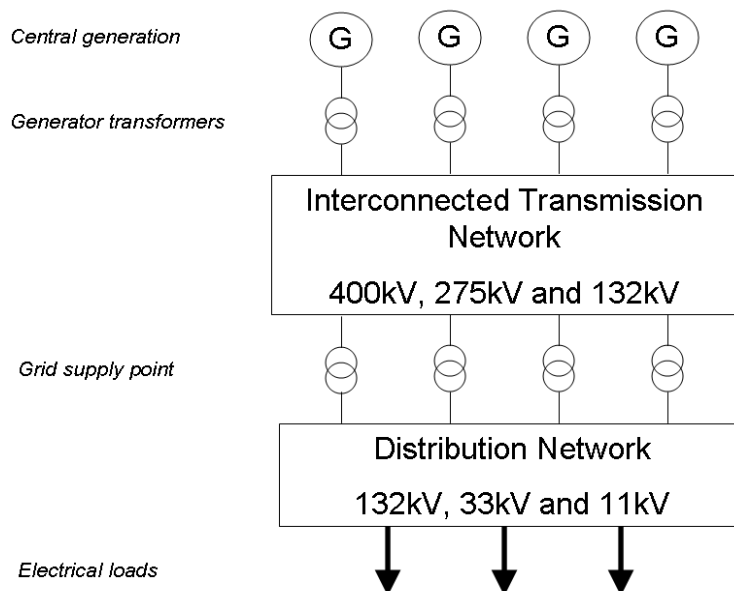 Central generation
G G G G
Generator transformers
Interconnected Transmission
Network
400kV, 275kV and 132kV
Grid supply point
Distribution Network
132kV, 33kV and 11kV
Electrical loads